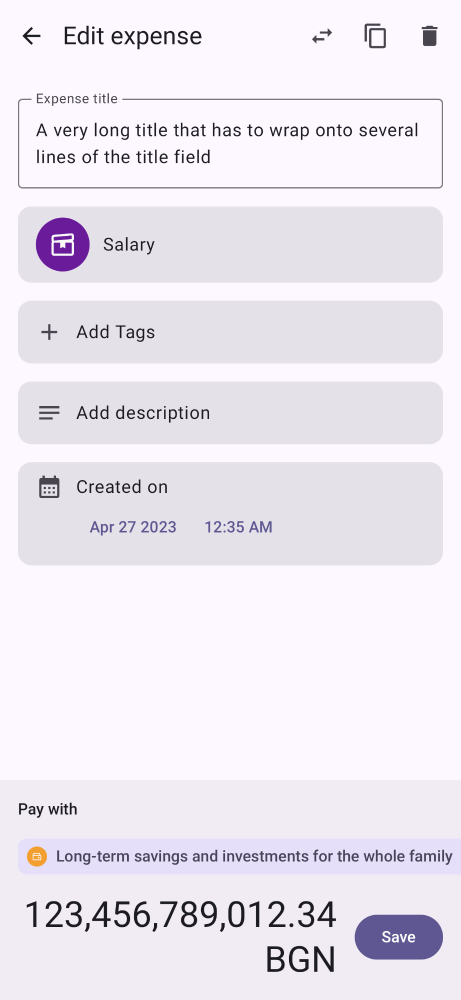 Edit expense
Expense title
A very long title that has to wrap onto several
lines of the title field
Salary
Add Tags
Add description
Created on
Apr 27 2023 12:35 AM
Pay with
Long-term savings and investments for the whole family
123,456,789,012.34
BGN
Save